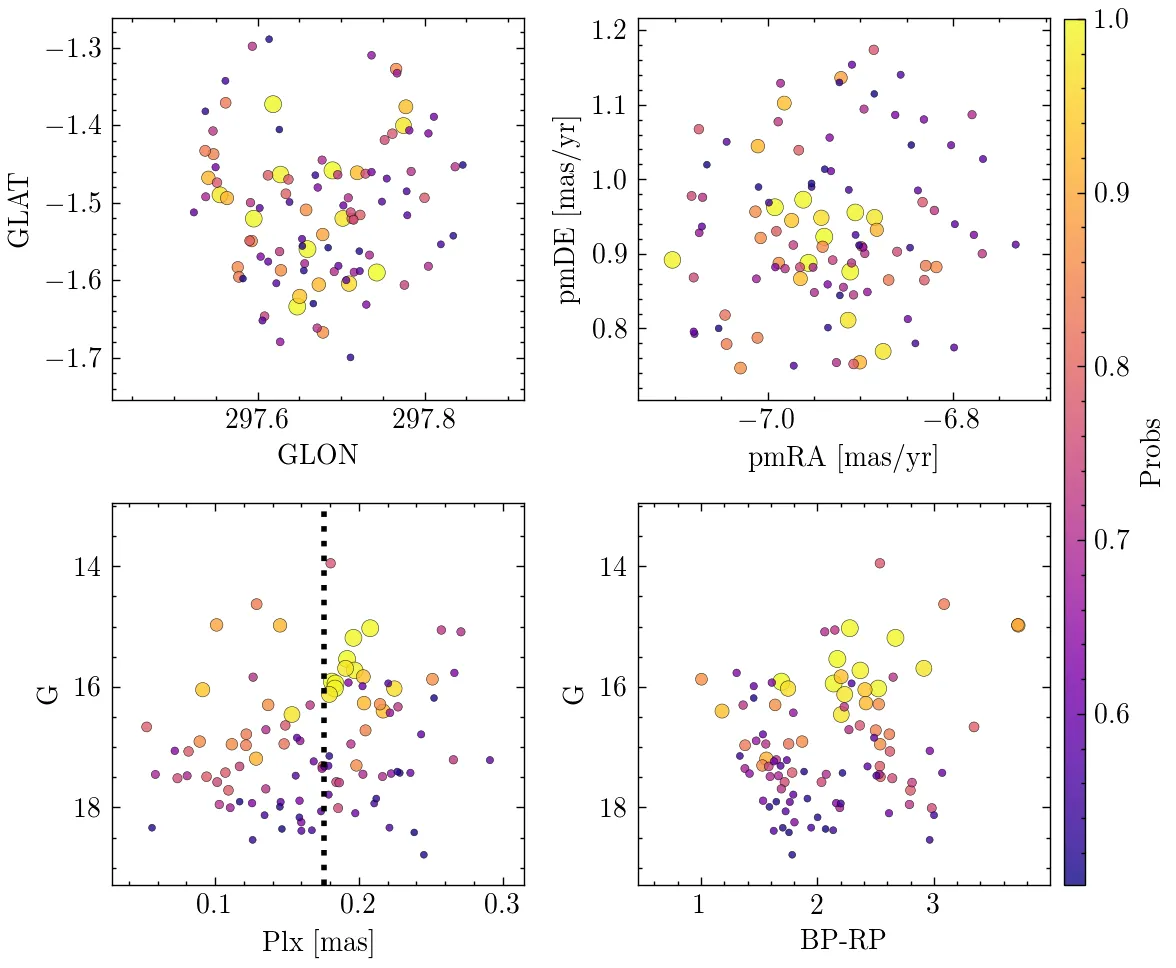 −1.3
−1.4
−1.5
−1.6
−1.7
GLAT
297.6 297.8
GLON
1.2
1.1
1.0
0.9
0.8
pmDE [mas/yr]
−7.0 −6.8
pmRA [mas/yr]
14
16
18
G
0.1 0.2 0.3
Plx [mas]
14
16
18
G
1 2 3
BP-RP
1.0
0.9
0.8
0.7
0.6
Probs